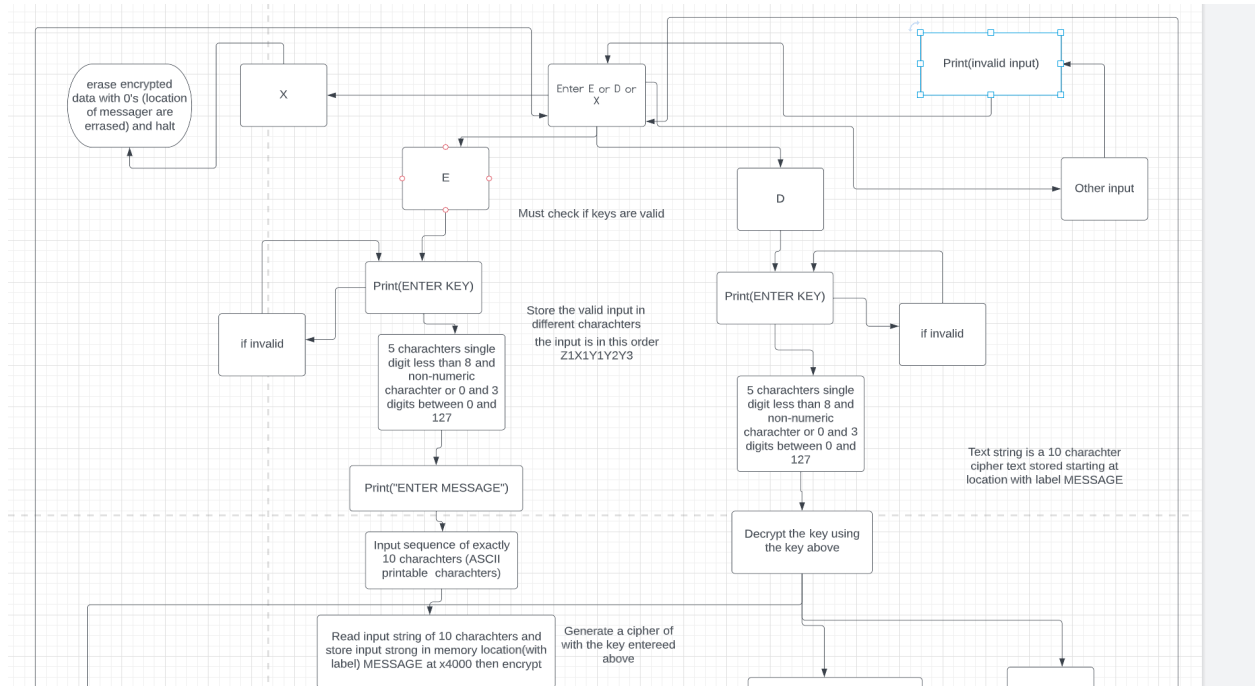 Print(invalid input)
erase encrypted
data with 0's (location
of messager are
errased) and halt
X
Enter E or D or
X
E
D
Other input
Must check if keys are valid
Print(ENTER KEY)
Print(ENTER KEY)
Store the valid input in
different charachters
the input is in this order
Z1X1Y1Y2Y3
if invalid
if invalid
5 charachters single
digit less than 8 and
non-numeric
charachter or 0 and 3
digits between 0 and
127
5 charachters single
digit less than 8 and
non-numeric
charachter or 0 and 3
digits between 0 and
127
Text string is a 10 charachter
cipher text stored starting at
location with label MESSAGE
Print("ENTER MESSAGE")
Decrypt the key using
the key above
Input sequence of exactly
10 charachters (ASCII
printable charachters)
Read input string of 10 charachters and
store input strong in memory location(with
label) MESSAGE at x4000 then encrypt
Generate a cipher of
with the key entereed
above